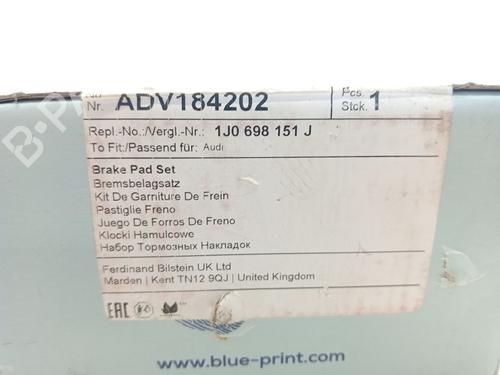 No
Nr. ADV184202
Pcs.
Stck. 1
Repl.-No.:/Vergl.-Nr.: 1J0 698 151 J
To Fit:/Passend für: Audi
Brake Pad Set
Bremsbelagsatz
Kit De Garniture De Frein
Pastiglie Freno
Juego De Forros De Freno
Klocki Hamulcowe
Набор Тормозных Накладок
Ferdinand Bilstein UK Ltd
Marden | Kent TN12 9QJ | United Kingdom
EAC
www.blue-print.com